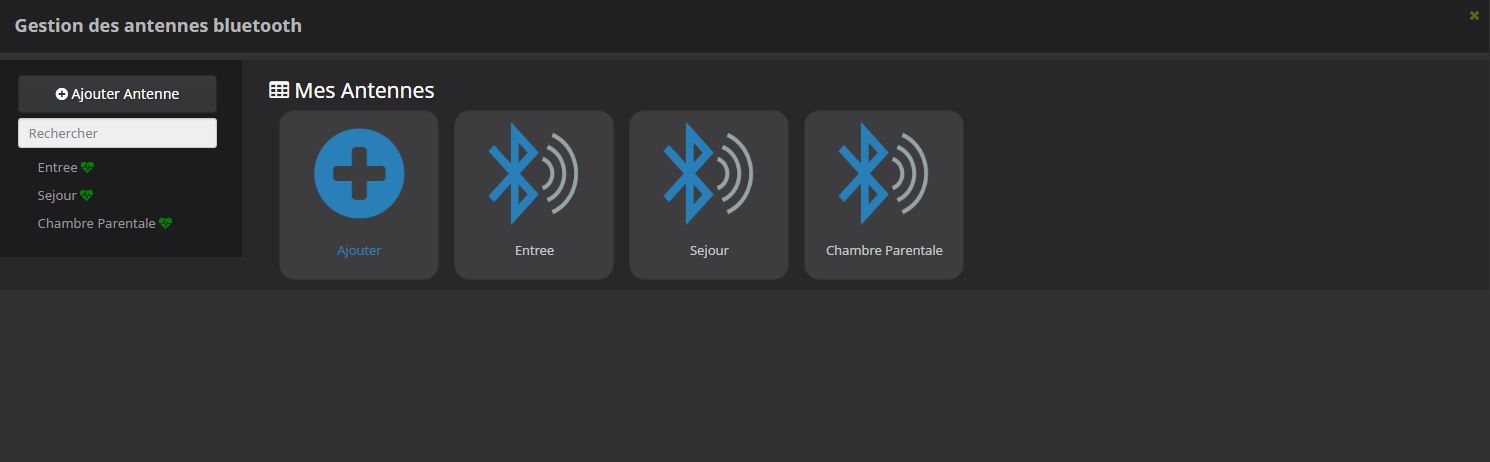 Gestion des antennes bluetooth
Ajouter Antenne
Rechercher
Entree
Sejour
Chambre Parentale
Mes Antennes
Ajouter
Entree
Sejour
Chambre Parentale